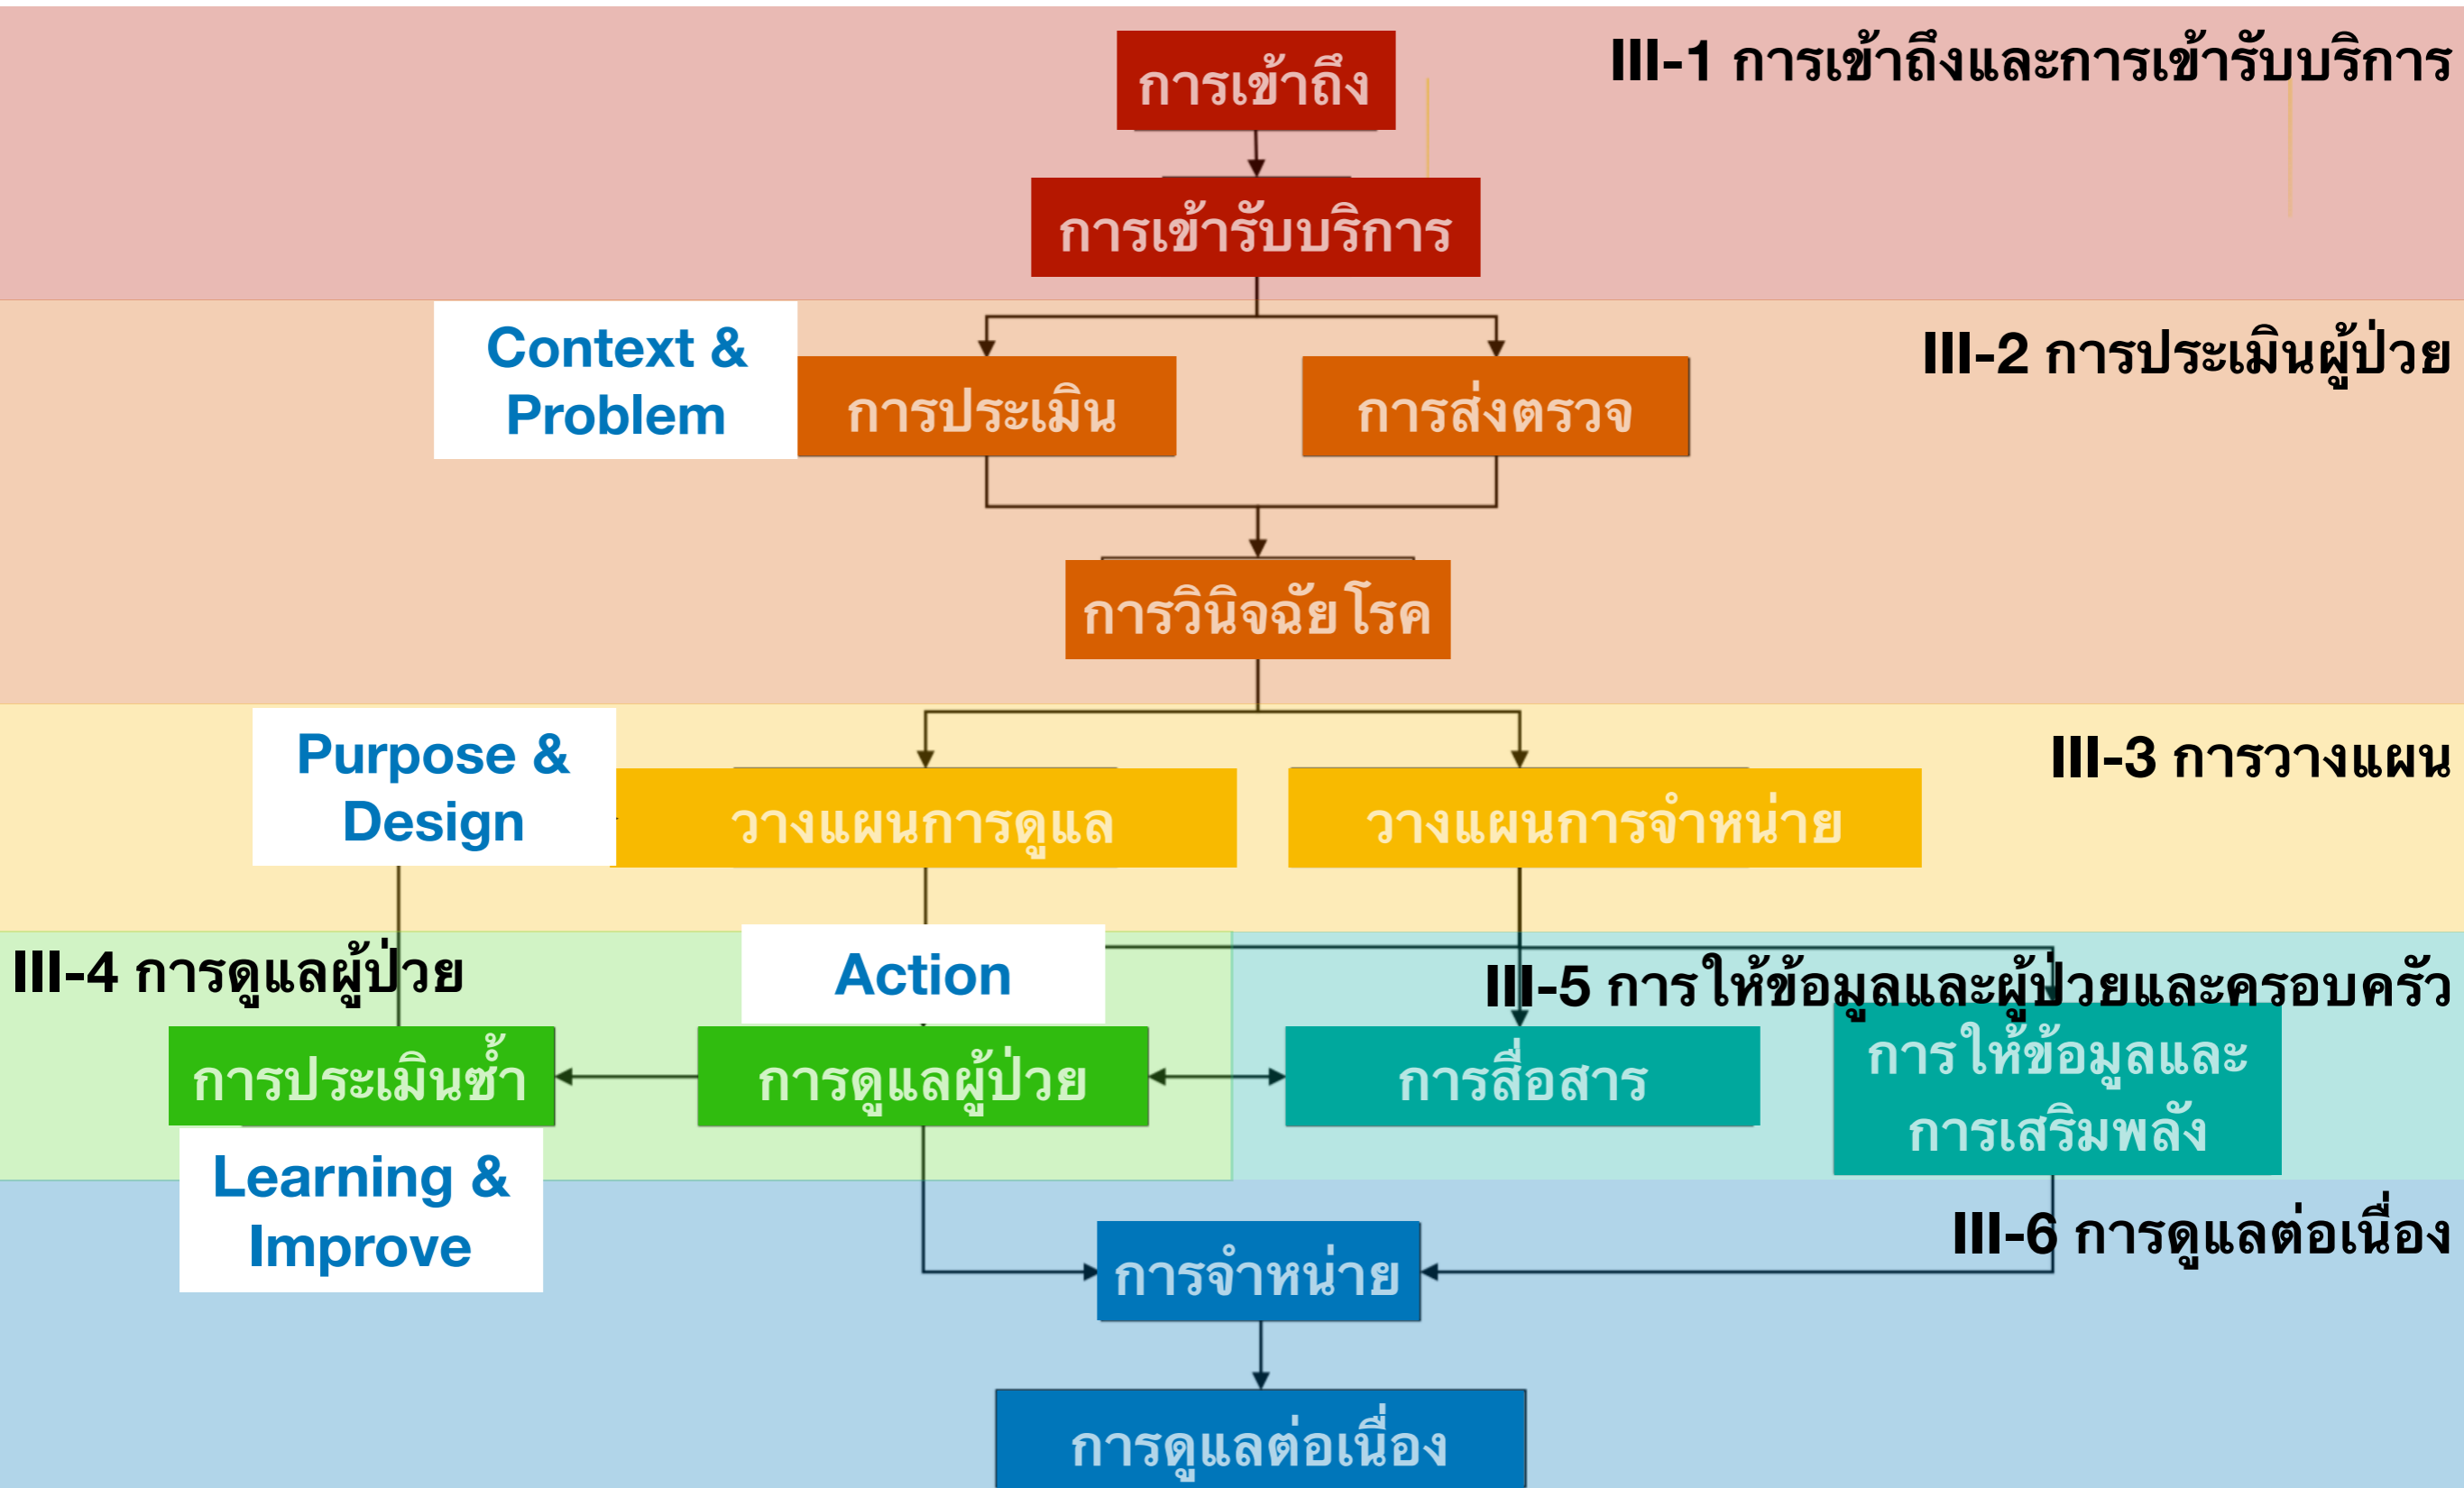 การเข้าถึง
III-1 การเข้าถึงและการเข้ารับบริการ
การเข้ารับบริการ
Context &
Problem
III-2 การประเมินผู้ป่วย
การประเมิน
การส่งตรวจ
การวินิจฉัยโรค
Purpose &
Design
III-3 การวางแผน
วางแผนการดูแล
วางแผนการจำหน่าย
III-4 การดูแลผู้ป่วย
Action
III-5 การให้ข้อมูลและผู้ป่วยและครอบครัว
การประเมินซ้ำ
การดูแลผู้ป่วย
การสื่อสาร
การให้ข้อมูลและ
การเสริมพลัง
Learning &
Improve
III-6 การดูแลต่อเนื่อง
การจำหน่าย
การดูแลต่อเนื่อง